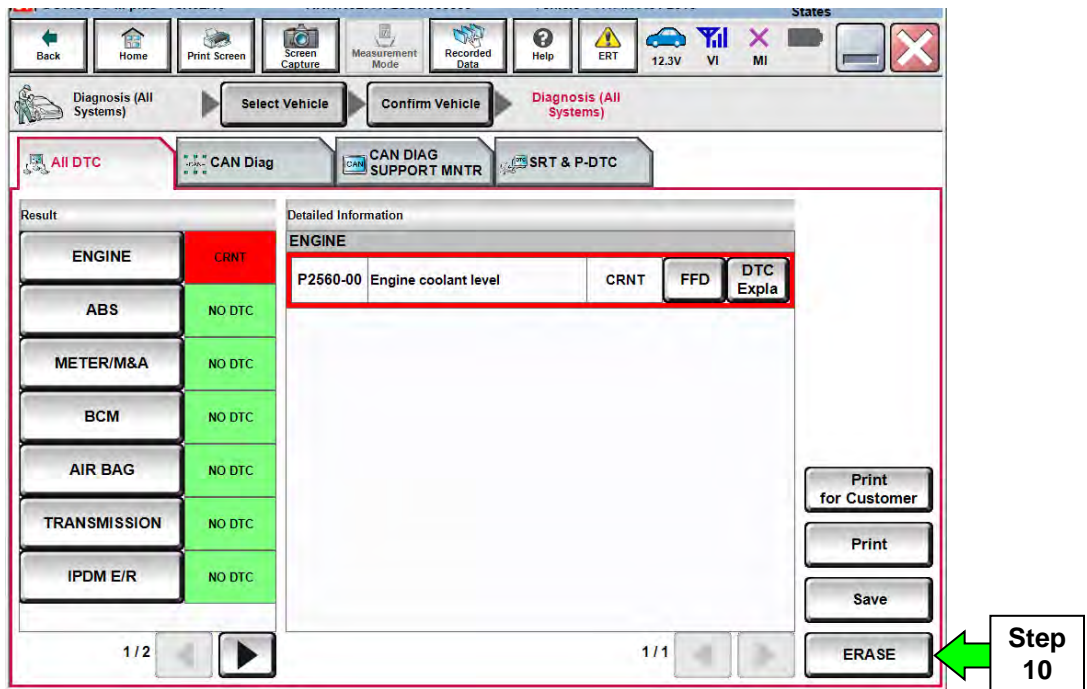 States
Back
Home
Print Screen
Screen
Capture
Measurement
Mode
Recorded
Data
Help
ERT
12.3V
VI
MI
Diagnosis (All
Systems)
Select Vehicle
Confirm Vehicle
Diagnosis (All
Systems)
All DTC
CAN Diag
CAN
CAN DIAG
SUPPORT MNTR
SRT & P-DTC
Result
Detailed Information
ENGINE
CRNT
ENGINE
P2560-00 Engine coolant level CRNT FFD
DTC
Expla
ABS
NO DTC
METER/M&A
NO DTC
BCM
NO DTC
AIR BAG
NO DTC
TRANSMISSION
NO DTC
IPDM E/R
NO DTC
Print
for Customer
Print
Save
1 / 2
1 / 1
ERASE
Step
10